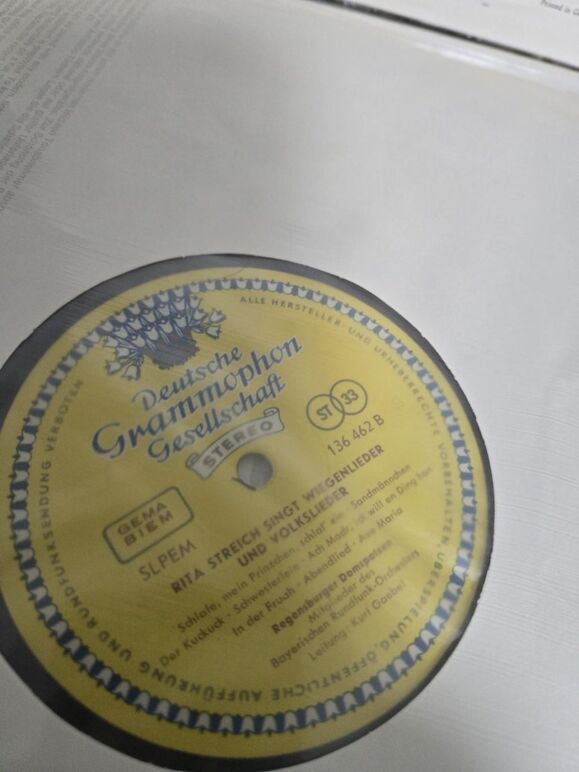 Printed in G
ALLE HERSTELLER- UND URHEBERRECHTE VORBEHALTEN
ÜBERSPIELUNG, ÖFFENTLICHE AUFFÜHRUNG UND RUNDFUNKSENDUNG VERBOTEN
Deutsche
Grammophon
Gesellschaft
STEREO
ST 33
136 462 B
GEMA
BIEM
SLPEM
RITA STREICH SINGT WIEGENLIEDER
UND VOLKSLIEDER
Schlafe, mein Prinzchen, schlaf' ein - Sandmännchen
Der Kuckuck - Schwesterlein - Ach Modr, ick will en Ding han
In der Fruah - Abendlied - Ave Maria
Regensburger Domspatzen
Mitglieder des
Bayerischen Rundfunk-Orchesters
Leitung: Kurt Gaebel